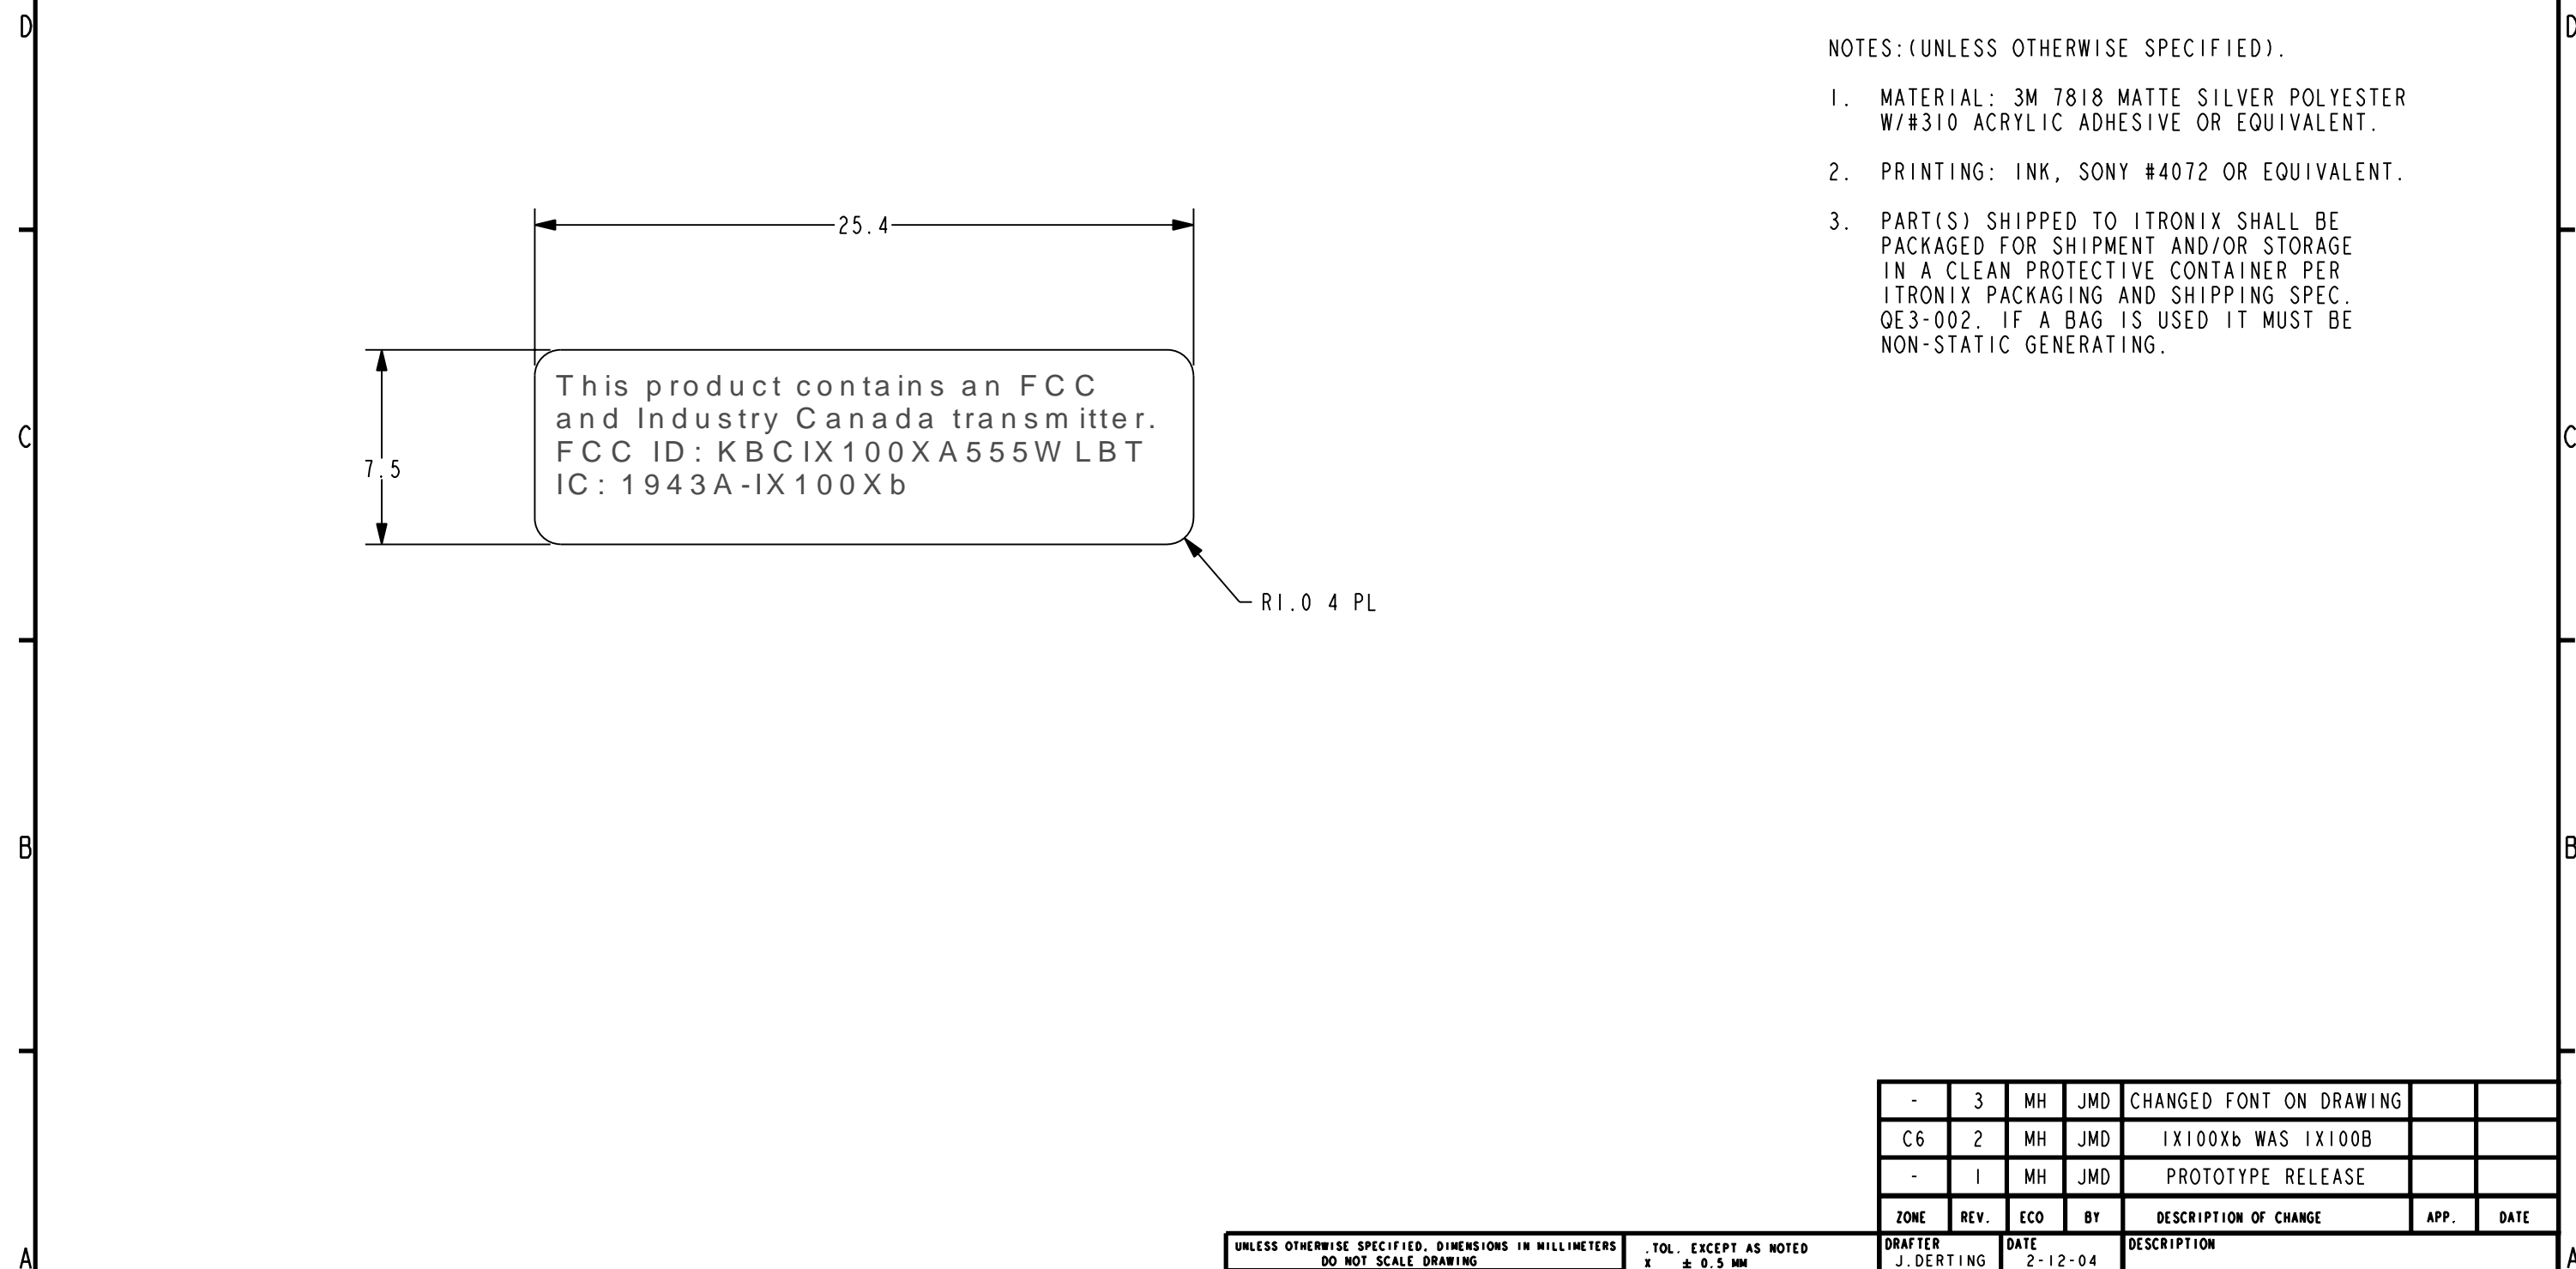 D
D
NOTES:(UNLESS OTHERWISE SPECIFIED).
1. MATERIAL: 3M 7818 MATTE SILVER POLYESTER
W/#310 ACRYLIC ADHESIVE OR EQUIVALENT.
2. PRINTING: INK, SONY #4072 OR EQUIVALENT.
3. PART(S) SHIPPED TO ITRONIX SHALL BE
PACKAGED FOR SHIPMENT AND/OR STORAGE
IN A CLEAN PROTECTIVE CONTAINER PER
ITRONIX PACKAGING AND SHIPPING SPEC.
QE3-002. IF A BAG IS USED IT MUST BE
NON-STATIC GENERATING.
25.4
This product contains an FCC
and Industry Canada transmitter.
FCC ID: KBCIX100XA555WLBT
IC: 1943A-IX100Xb
C
C
7.5
R1.0 4 PL
B
B
- 3 MH JMD CHANGED FONT ON DRAWING
C6 2 MH JMD IX100Xb WAS IX100B
- 1 MH JMD PROTOTYPE RELEASE
ZONE REV. ECO BY DESCRIPTION OF CHANGE APP. DATE
A
A
UNLESS OTHERWISE SPECIFIED, DIMENSIONS IN MILLIMETERS
DO NOT SCALE DRAWING
.TOL. EXCEPT AS NOTED
X ± 0.5 MM
DRAFTER
J.DERTING
DATE
2-12-04
DESCRIPTION